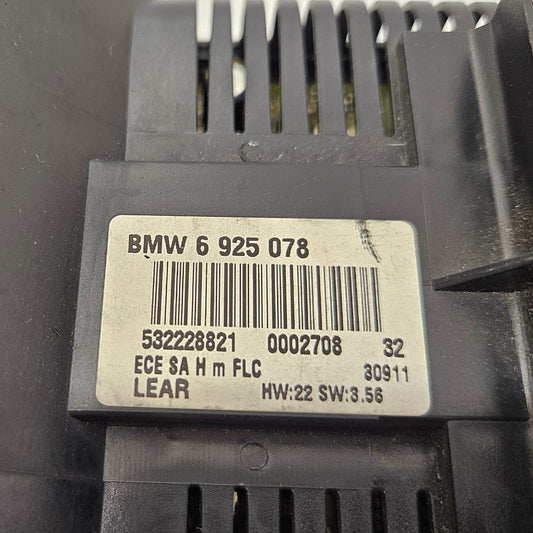 BMW 6 925 078
532228821 0002708 32
ECE SA H m FLC 30911
LEAR HW:22 SW:3.56